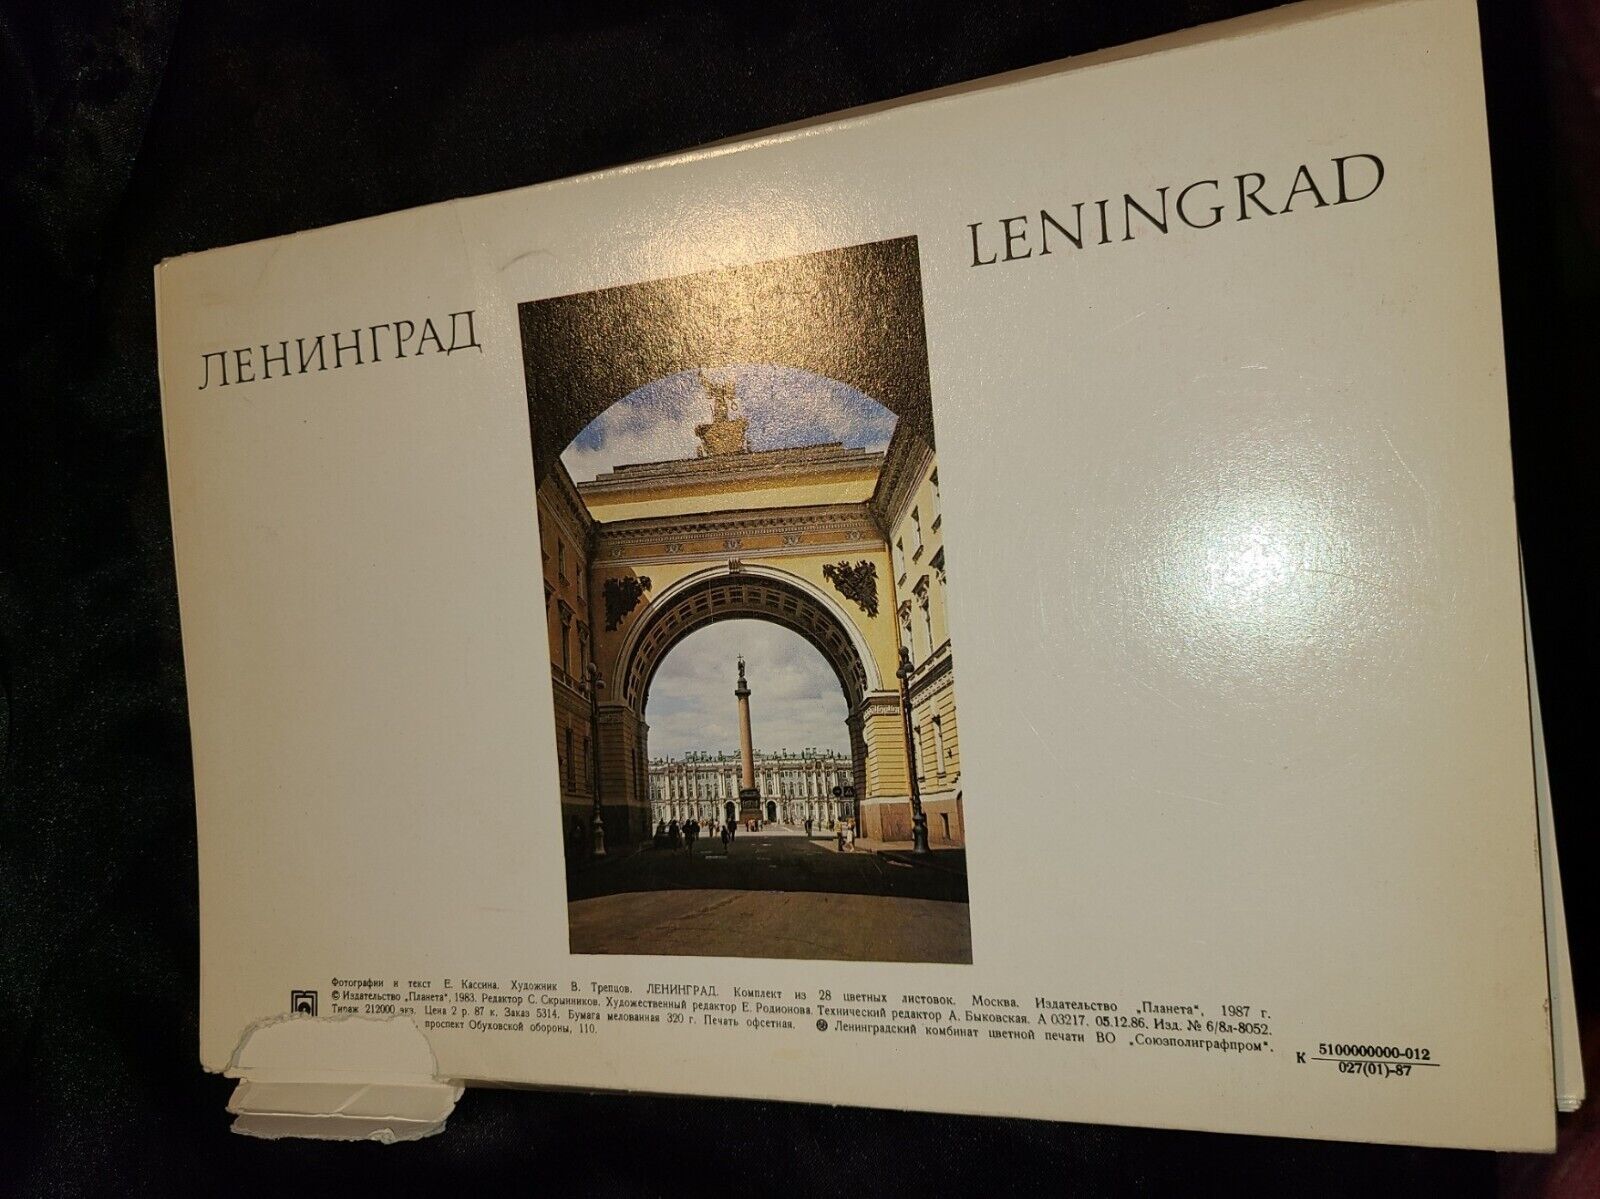 ЛЕНИНГРАД
LENINGRAD
Фотографии и текст Е. Кассина. Художник В. Трепцов. ЛЕНИНГРАД. Комплект из 28 цветных листовок. Москва. Издательство „Планета“, 1987 г.
© Издательство „Планета“, 1983. Редактор С. Скрынников. Художественный редактор Е. Родионова. Технический редактор А. Быковская. А 03217. 05.12.86. Изд. № 6/8л-8052.
Тираж 212000 экз. Цена 2 р. 87 к. Заказ 5314. Бумага мелованная 320 г. Печать офсетная. Ленинградский комбинат цветной печати ВО „Союзполиграфпром“.
проспект Обуховской обороны, 110.
К 5100000000-012
027(01)-87